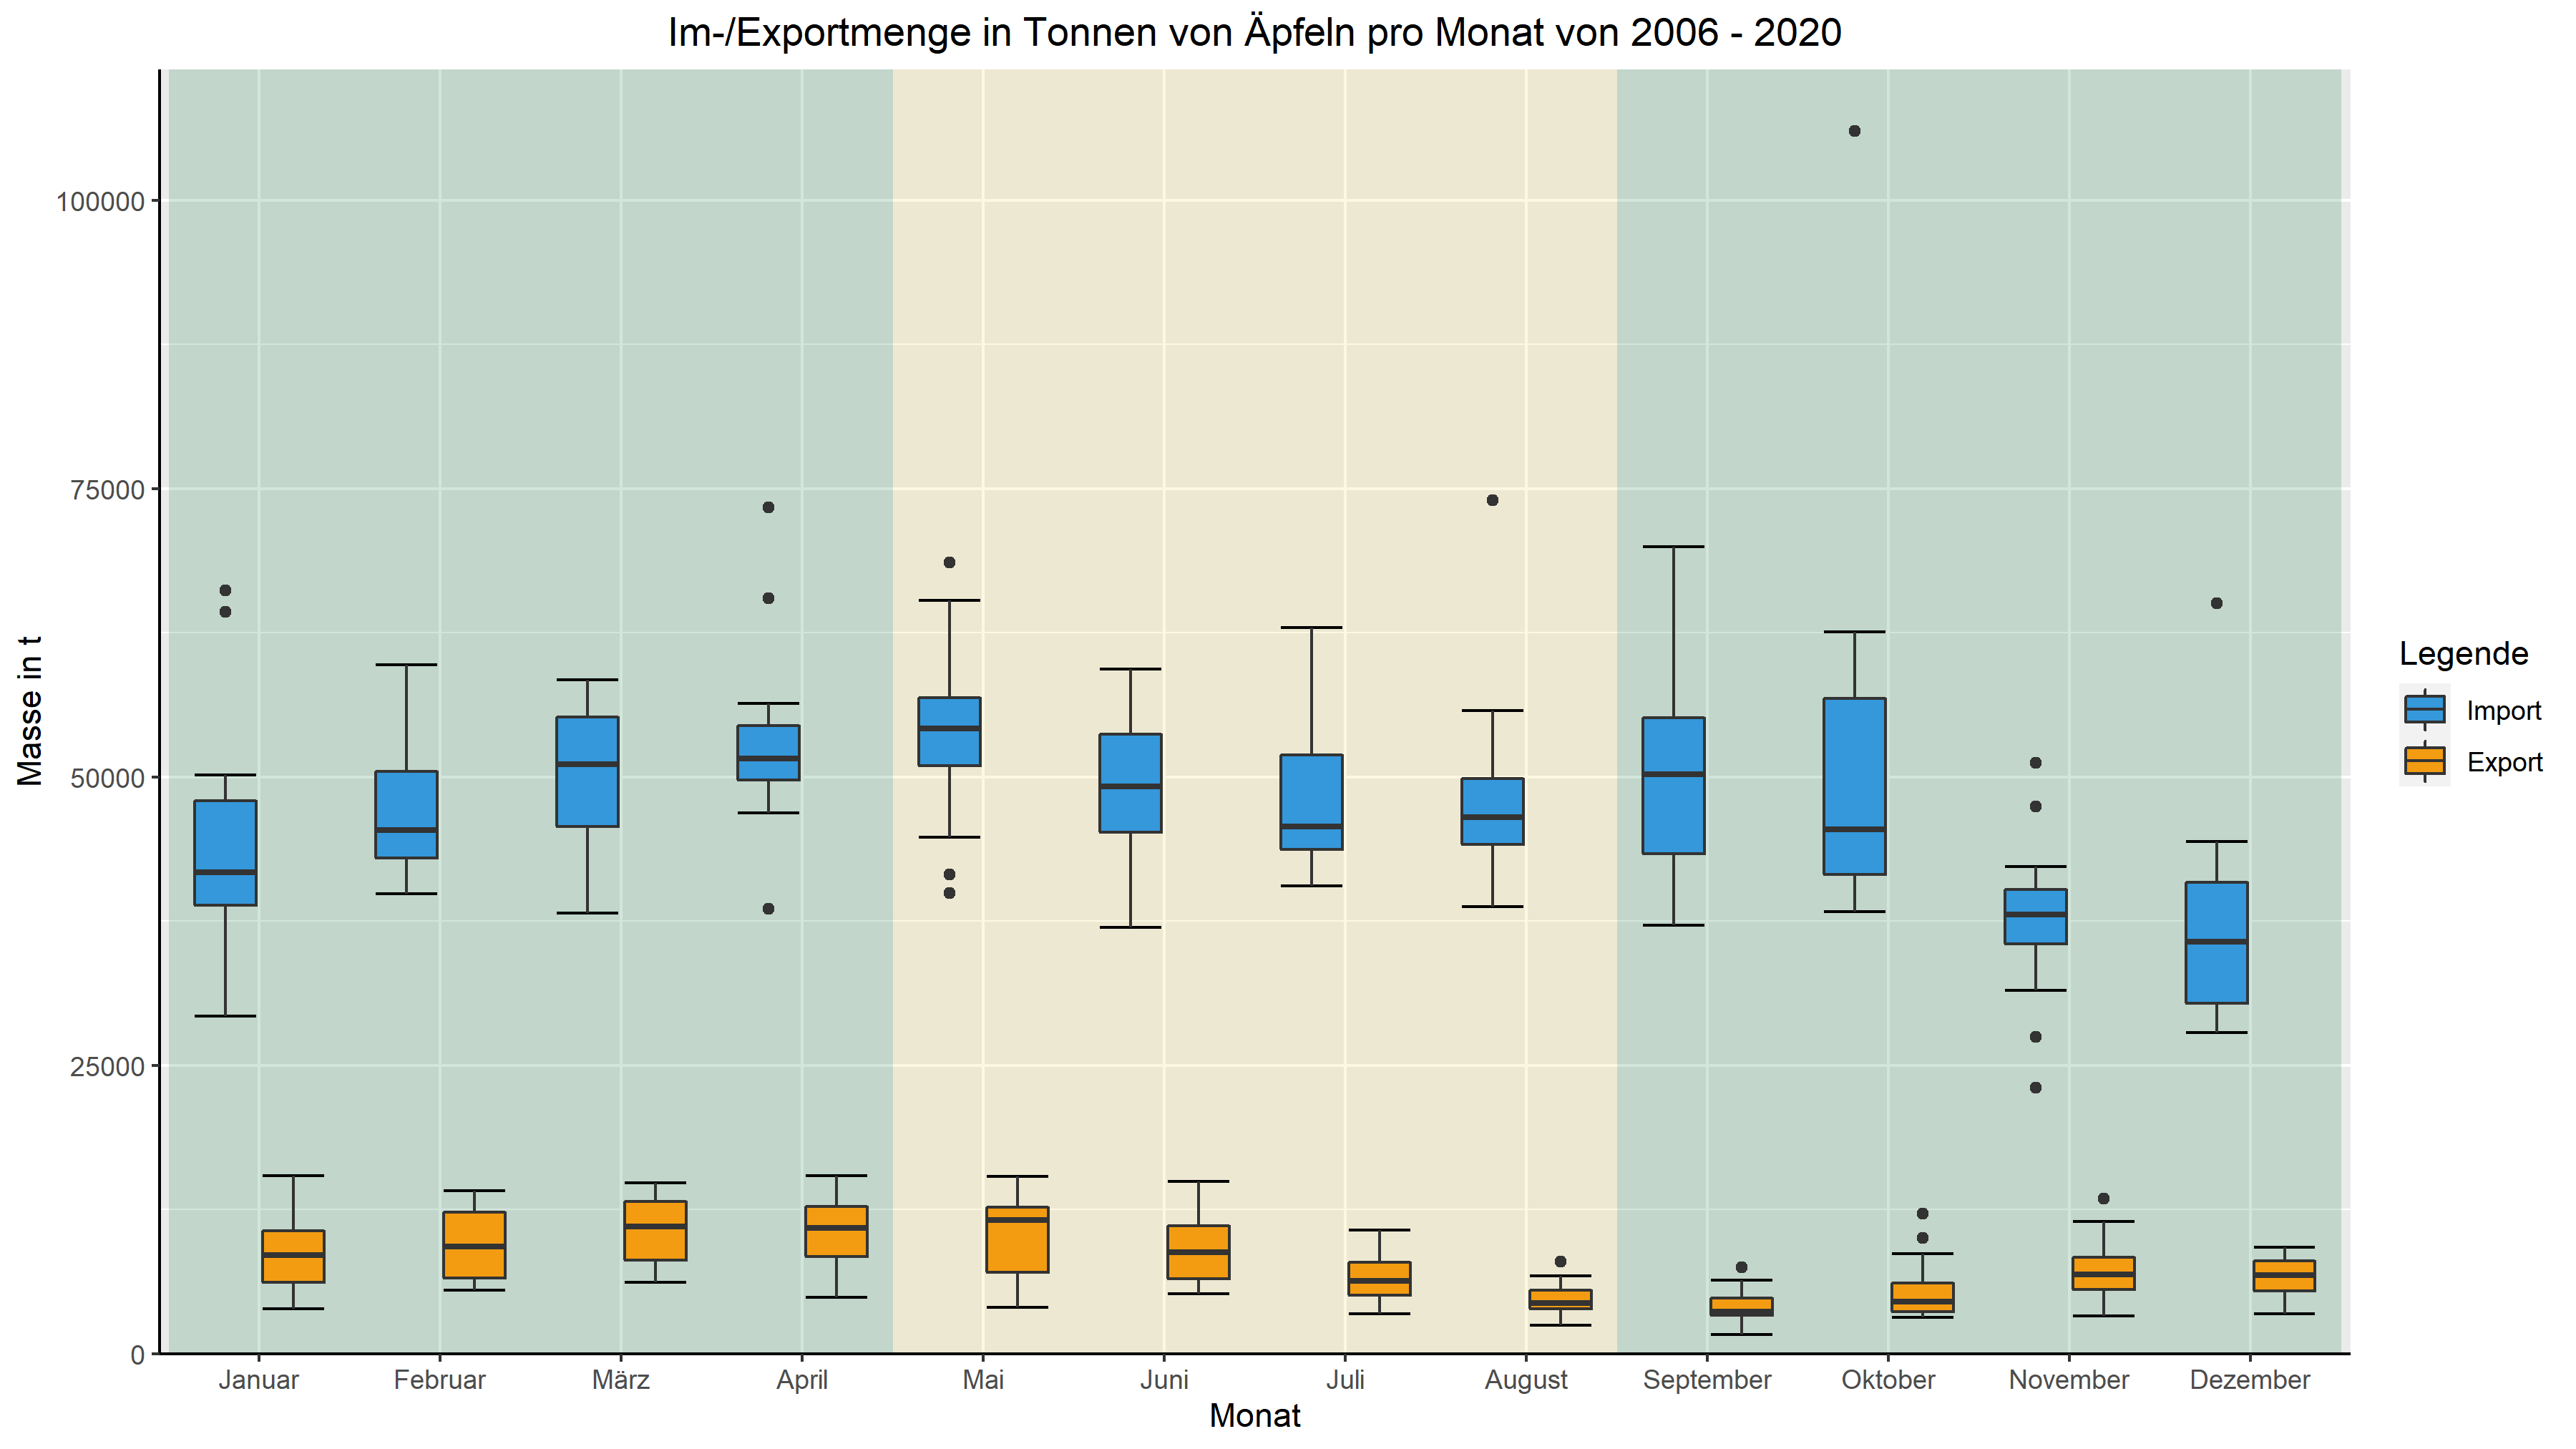 Im-/Exportmenge in Tonnen von Äpfeln pro Monat von 2006 - 2020
Masse in t
100000
75000
50000
25000
0
Januar Februar März April Mai Juni Juli August September Oktober November Dezember
Monat
Legende
Import
Export